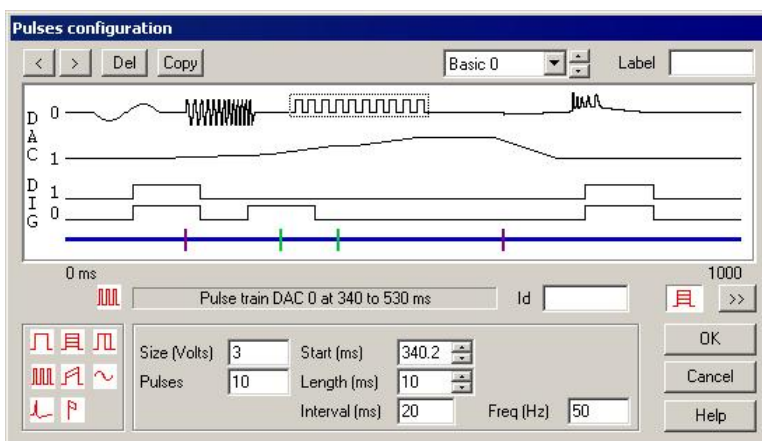 Pulses configuration
< > Del Copy Basic 0 Label
DAC 0
1
DIG 1
0
0 ms 1000
Pulse train DAC 0 at 340 to 530 ms Id >>
Size (Volts) 3 Start (ms) 340.2 OK
Pulses 10 Length (ms) 10 Cancel
Interval (ms) 20 Freq (Hz) 50 Help